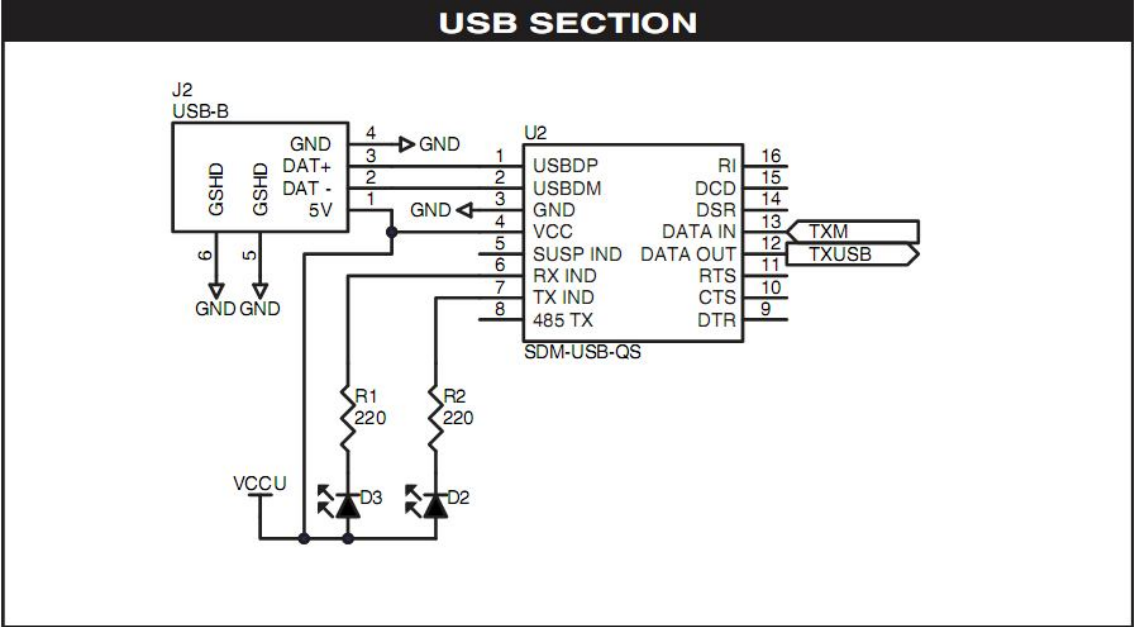 USB SECTION
J2
USB-B
GND 4 GND
DAT+ 3
DAT - 2
5V 1
GSHD GSHD
6 5
GND GND
U2
1 USBDP RI 16
2 USBDM DCD 15
GND 3 GND DSR 14
4 VCC DATA IN 13 TXM
5 SUSP IND DATA OUT 12 TXUSB
6 RX IND RTS 11
7 TX IND CTS 10
8 485 TX DTR 9
SDM-USB-QS
R1 R2
220 220
VCCU
D3 D2